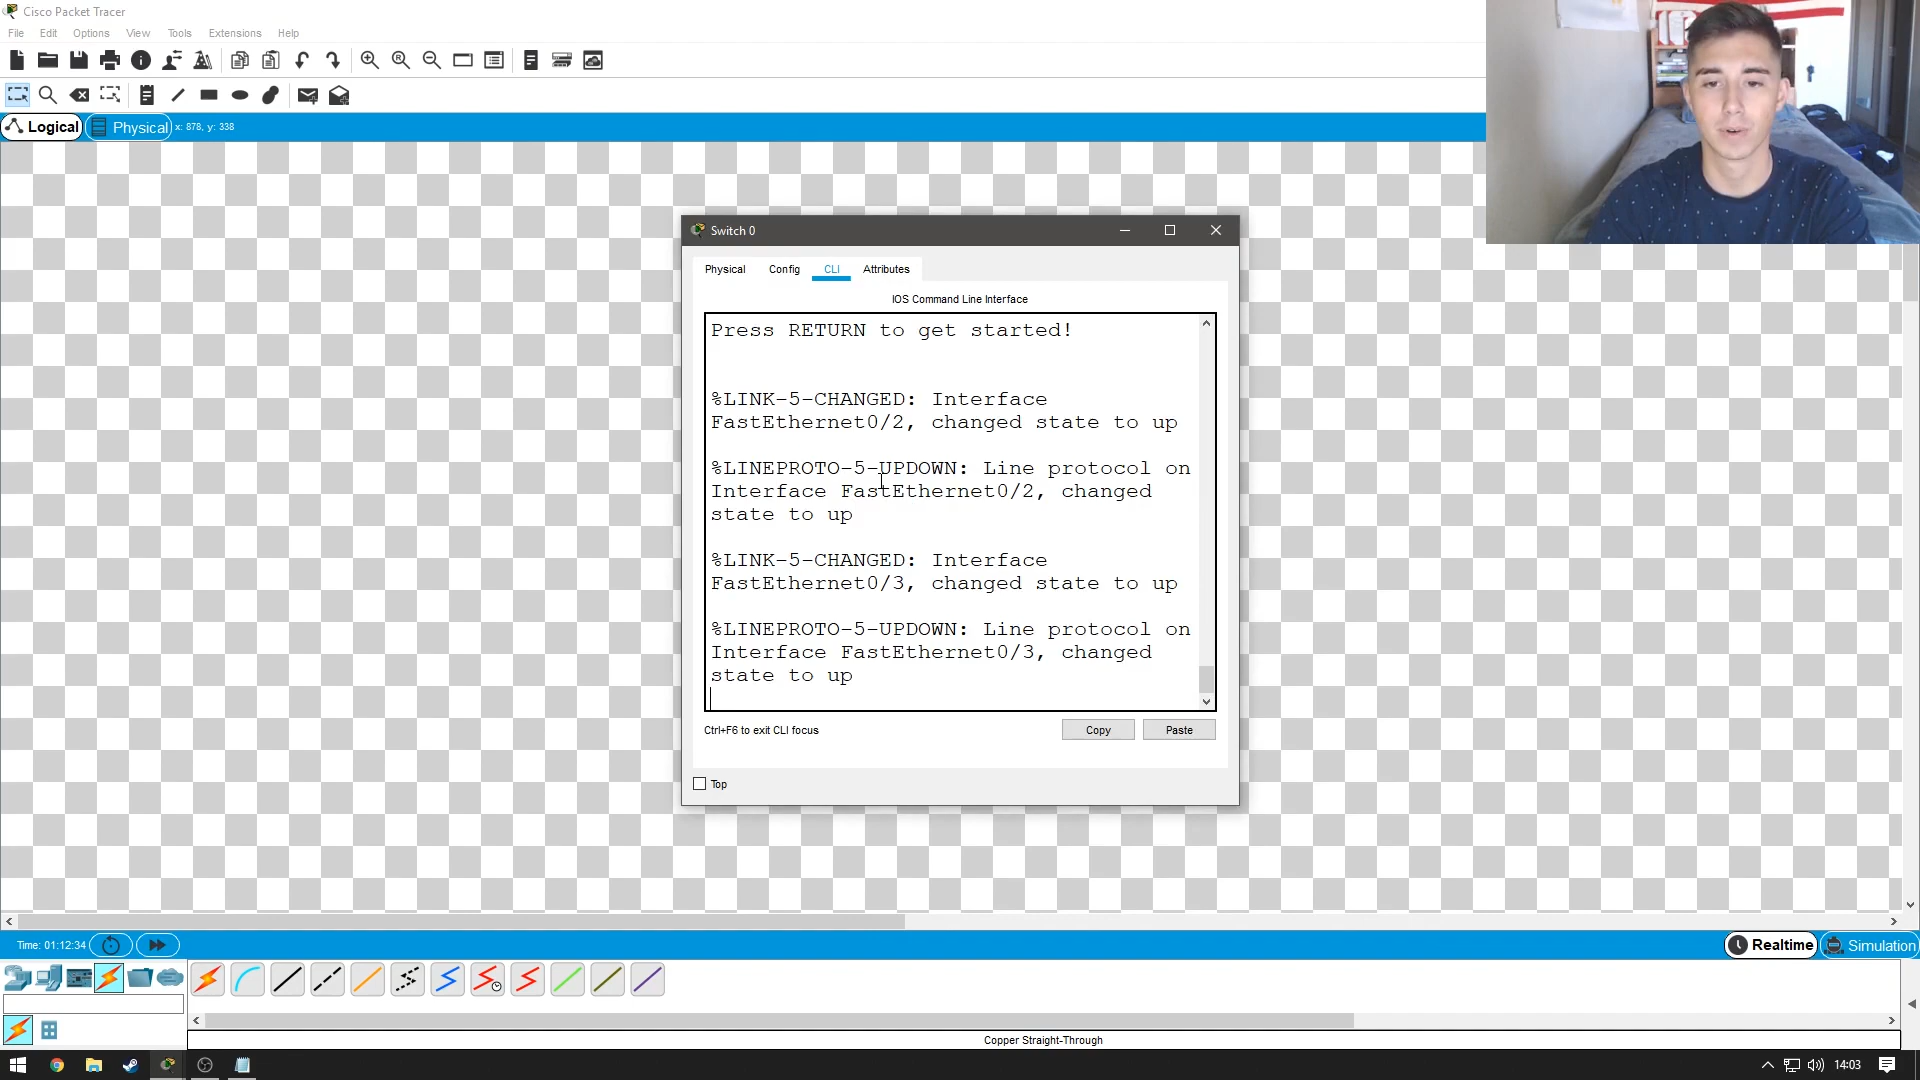 Cisco Packet Tracer
File Edit Options View Tools Extensions Help
Logical Physical x: 878, y: 338
Switch 0
Physical Config CLI Attributes
IOS Command Line Interface
Press RETURN to get started!
%LINK-5-CHANGED: Interface
FastEthernet0/2, changed state to up
%LINEPROTO-5-UPDOWN: Line protocol on
Interface FastEthernet0/2, changed
state to up
%LINK-5-CHANGED: Interface
FastEthernet0/3, changed state to up
%LINEPROTO-5-UPDOWN: Line protocol on
Interface FastEthernet0/3, changed
state to up
Ctrl+F6 to exit CLI focus Copy Paste
Top
Time: 01:12:34 Realtime Simulation
Copper Straight-Through
14:03